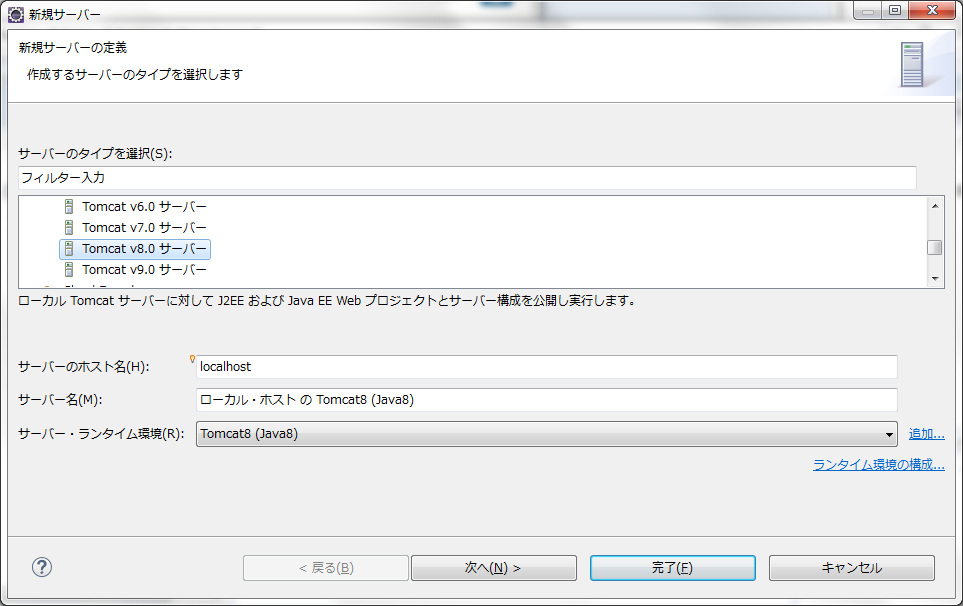 新規サーバー
新規サーバーの定義
作成するサーバーのタイプを選択します
サーバーのタイプを選択(S):
フィルター入力
Tomcat v6.0 サーバー
Tomcat v7.0 サーバー
Tomcat v8.0 サーバー
Tomcat v9.0 サーバー
ローカル Tomcat サーバーに対して J2EE および Java EE Web プロジェクトとサーバー構成を公開し実行します。
サーバーのホスト名(H): localhost
サーバー名(M): ローカル・ホスト の Tomcat8 (Java8)
サーバー・ランタイム環境(R): Tomcat8 (Java8) 追加...
ランタイム環境の構成...
< 戻る(B) 次へ(N) > 完了(F) キャンセル